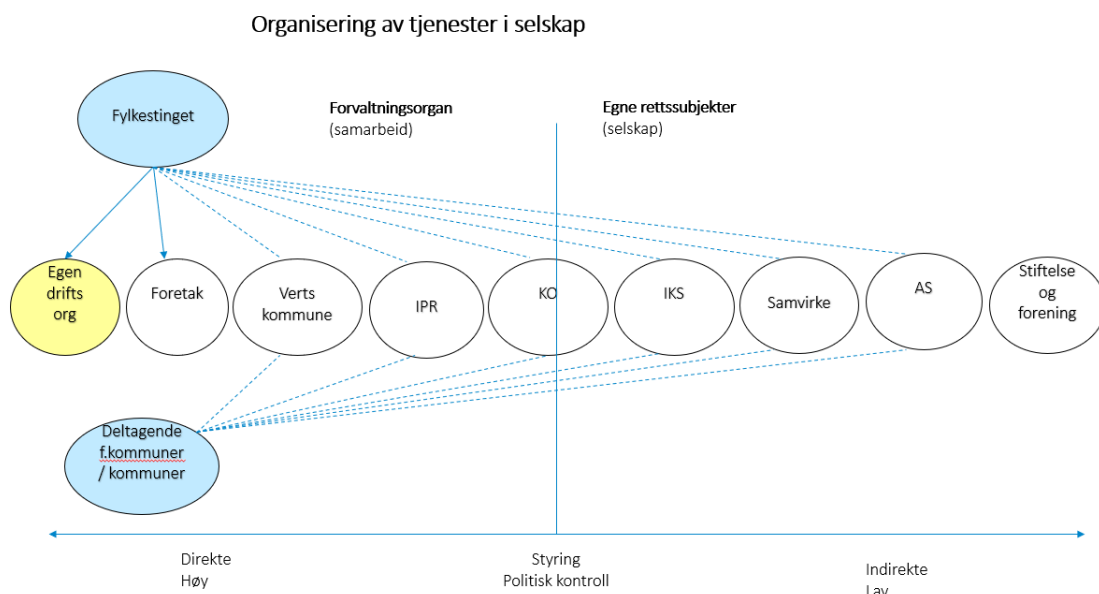 Organisering av tjenester i selskap
Fylkestinget
Forvaltningsorgan
(samarbeid)
Egne rettssubjekter
(selskap)
Egen
drifts
org
Foretak
Verts
kommune
IPR
KO
IKS
Samvirke
AS
Stiftelse
og
forening
Deltagende
f.kommuner
/ kommuner
Direkte
Høy
Styring
Politisk kontroll
Indirekte
Lav